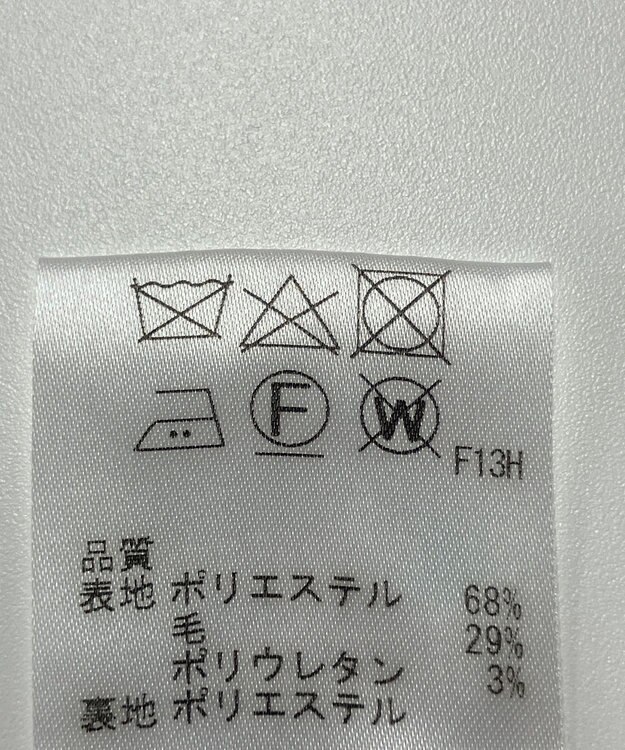 F W
F13H
品質
表地 ポリエステル 68%
毛 29%
ポリウレタン 3%
裏地 ポリエステル